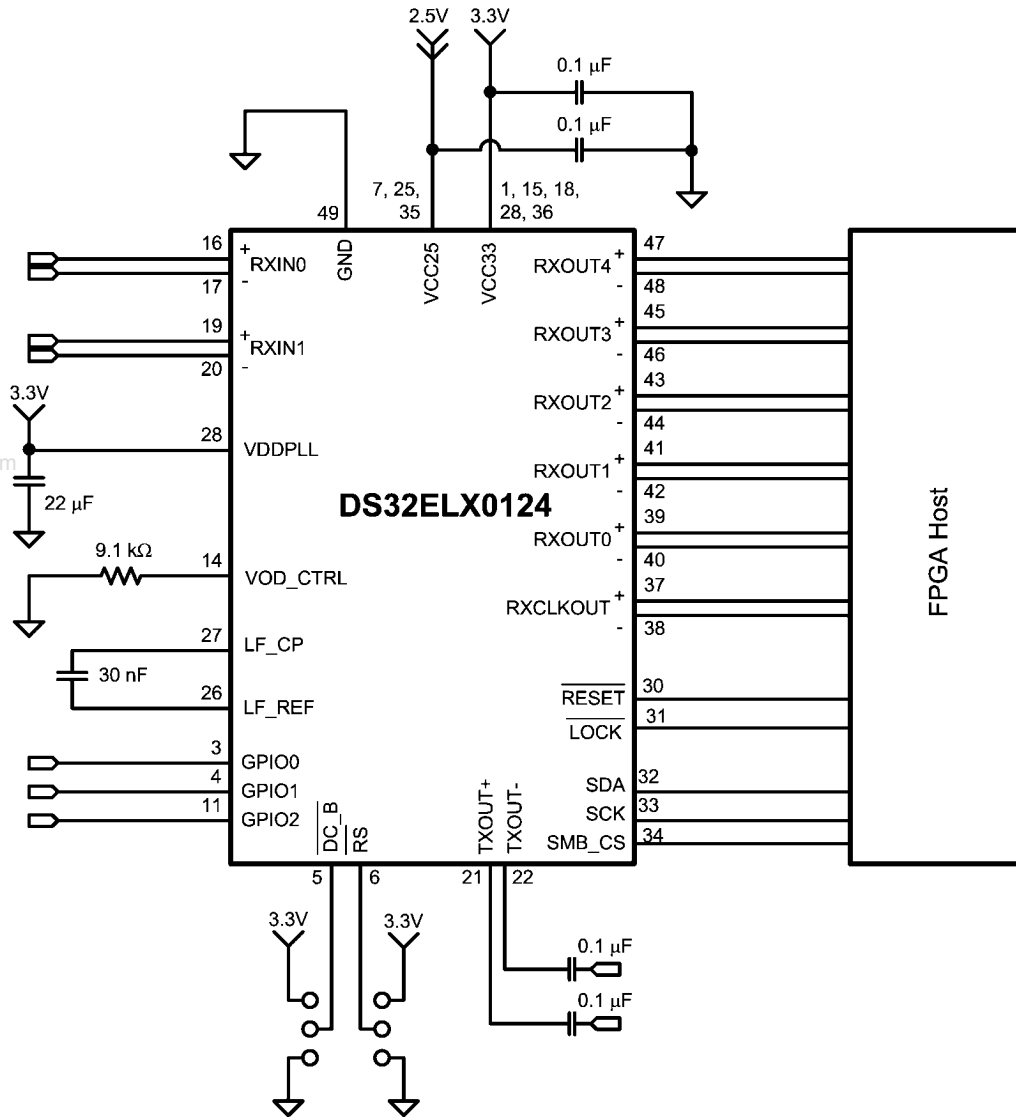 2.5V 3.3V
0.1 μF
0.1 μF
7, 25,
35
1, 15, 18,
28, 36
49
GND
VCC25
VCC33
16
+
RXIN0
17
-
19
+
RXIN1
20
-
3.3V
28
VDDPLL
m
22 μF
9.1 kΩ
14
VOD_CTRL
27
LF_CP
30 nF
26
LF_REF
3
GPIO0
4
GPIO1
11
GPIO2
DS32ELX0124
47
RXOUT4 +
-
48
45
RXOUT3 +
-
46
43
RXOUT2 +
-
44
41
RXOUT1 +
-
42
39
RXOUT0 +
-
40
37
RXCLKOUT +
-
38
RESET
30
LOCK
31
SDA
32
SCK
33
SMB_CS
34
FPGA Host
DC_B
RS
5
6
TXOUT+
TXOUT-
21
22
3.3V
3.3V
0.1 μF
0.1 μF